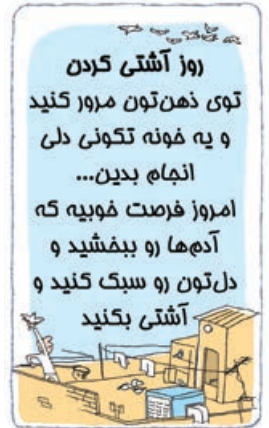 روز آشتی کردن
توی ذهن‌تون مرور کنید
و یه خونه تکونی دلی
انجام بدین...
امروز فرصت خوبیه که
آدم‌ها رو ببخشید و
دل‌تون رو سبک کنید و
آشتی بکنید